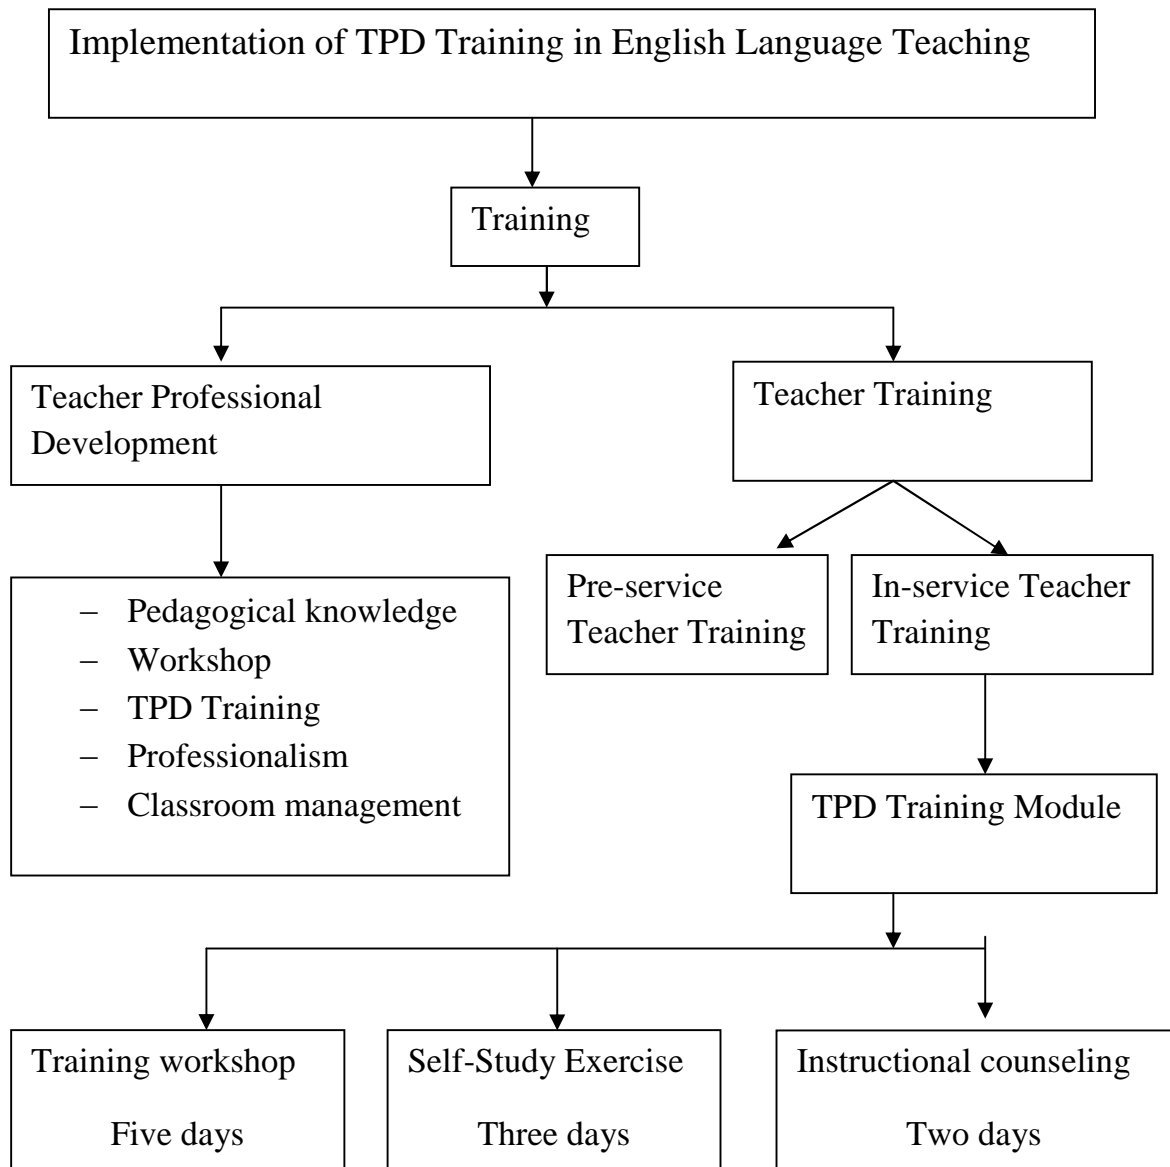 Implementation of TPD Training in English Language Teaching
Training
Teacher Professional
Development
Teacher Training
Pre-service
Teacher Training
In-service Teacher
Training
– Pedagogical knowledge
– Workshop
– TPD Training
– Professionalism
– Classroom management
TPD Training Module
Training workshop
Five days
Self-Study Exercise
Three days
Instructional counseling
Two days